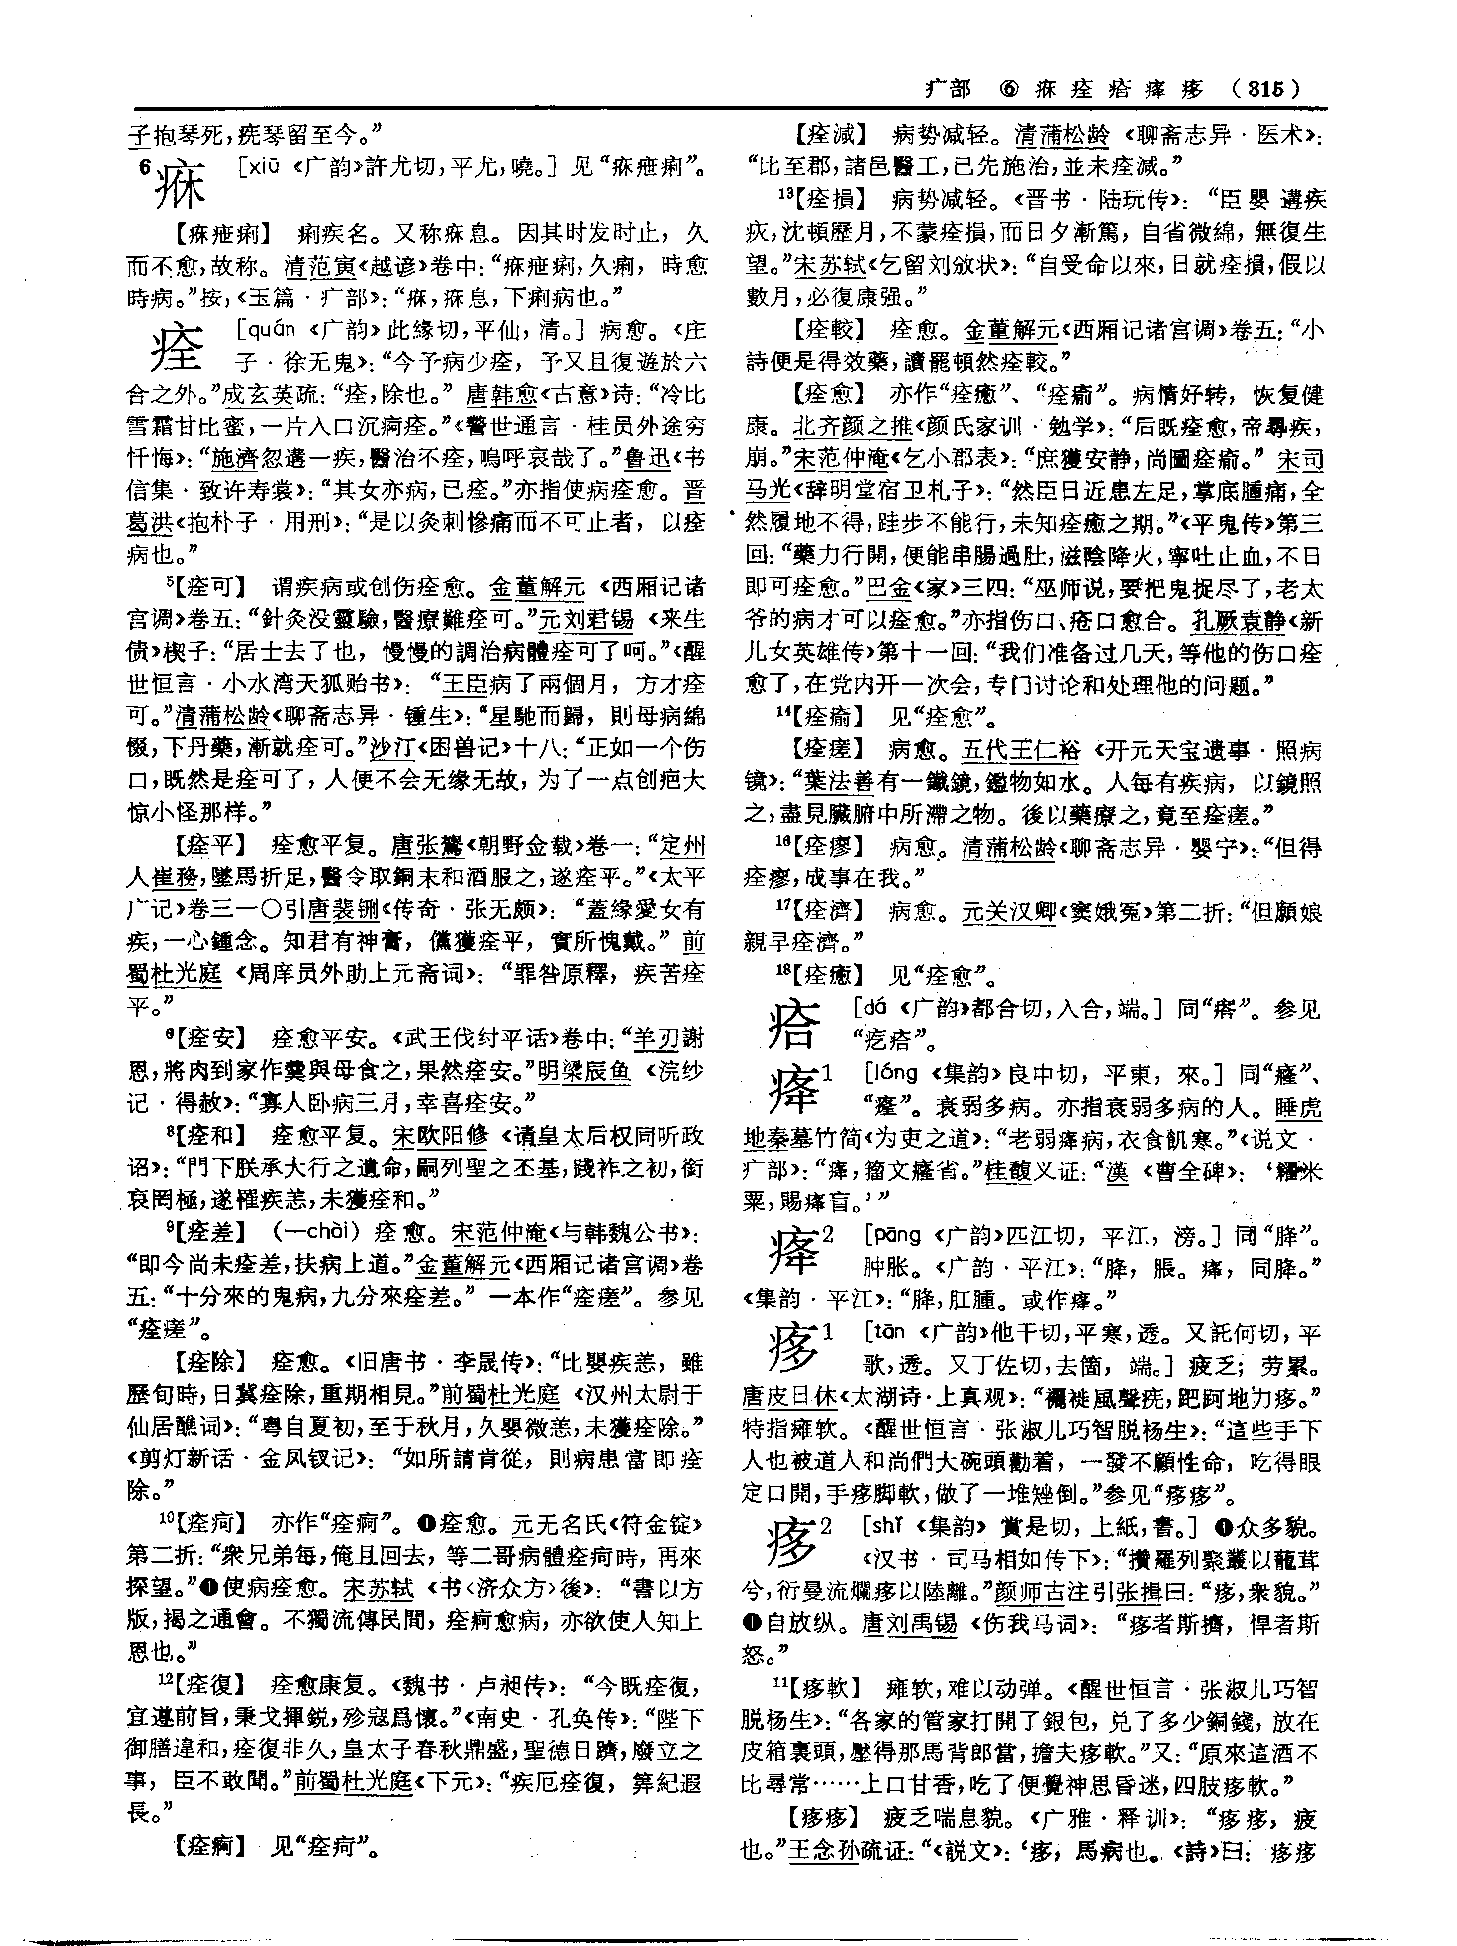 疒部 ⑥ 痳 痊 㾑 𤶊 痑 (315)
子抱琴死,㾌琴留至今。”
6 㾋 [xiū《广韵》許尤切,平尤,曉。]见“㾋疶痢”。
【㾋疶痢】 痢疾名。又称㾋息。因其时发时止,久
而不愈,故称。清范寅《越谚》卷中:“㾋疶痢,久痢,時愈
時病。”按,《玉篇·疒部》:“㾋,㾋息,下痢病也。”
痊 [quán《广韵》此緣切,平仙,清。]病愈。《庄
子·徐无鬼》:“今予病少痊,予又且復遊於六
合之外。”成玄英疏:“痊,除也。”唐韩愈《古意》诗:“冷比
雪霜甘比蜜,一片入口沉痾痊。”《警世通言·桂员外途穷
忏悔》:“施濟忽遘一疾,醫治不痊,嗚呼哀哉了。”鲁迅《书
信集·致许寿裳》:“其女亦病,已痊。”亦指使病痊愈。晋
葛洪《抱朴子·用刑》:“是以灸刺慘痛而不可止者,以痊
病也。”
5【痊可】 谓疾病或创伤痊愈。金董解元《西厢记诸
宫调》卷五:“針灸没靈驗,醫療難痊可。”元刘君锡《来生
债》楔子:“居士去了也,慢慢的調治病體痊可了呵。”《醒
世恒言·小水湾天狐贻书》:“王臣病了兩個月,方才痊
可。”清蒲松龄《聊斋志异·锺生》:“星馳而歸,則母病綿
惙,下丹藥,漸就痊可。”沙汀《困兽记》十八:“正如一个伤
口,既然是痊可了,人便不会无缘无故,为了一点创疤大
惊小怪那样。”
【痊平】 痊愈平复。唐张鷟《朝野佥载》卷一:“定州
人崔務,墜馬折足,醫令取銅末和酒服之,遂痊平。”《太平
广记》卷三一〇引唐裴铏《传奇·张无颇》:“蓋緣愛女有
疾,一心鍾念。知君有神膏,儻獲痊平,實所愧戴。”前
蜀杜光庭《周庠员外助上元斋词》:“罪咎原釋,疾苦痊
平。”
6【痊安】 痊愈平安。《武王伐纣平话》卷中:“羊刃謝
恩,將肉到家作羹與母食之,果然痊安。”明梁辰鱼《浣纱
记·得赦》:“寡人卧病三月,幸喜痊安。”
8【痊和】 痊愈平复。宋欧阳修《请皇太后权同听政
诏》:“門下朕承大行之遺命,嗣列聖之丕基,踐祚之初,銜
哀罔極,遂罹疾恙,未獲痊和。”
9【痊差】 (—chài)痊愈。宋范仲淹《与韩魏公书》:
“即今尚未痊差,扶病上道。”金董解元《西厢记诸宫调》卷
五:“十分來的鬼病,九分來痊差。”一本作“痊瘥”。参见
“痊瘥”。
【痊除】 痊愈。《旧唐书·李晟传》:“比嬰疾恙,雖
歷旬時,日冀痊除,重期相見。”前蜀杜光庭《汉州太尉于
仙居醮词》:“粤自夏初,至于秋月,久嬰微恙,未獲痊除。”
《剪灯新话·金凤钗记》:“如所請肯從,則病患當即痊
除。”
10【痊疴】 亦作“痊痾”。❶痊愈。元无名氏《符金锭》
第二折:“衆兄弟每,俺且回去,等二哥病體痊疴時,再來
探望。”❶使病痊愈。宋苏轼《书〈济众方〉後》:“書以方
版,揭之通會。不獨流傳民間,痊痾愈病,亦欲使人知上
恩也。”
12【痊復】 痊愈康复。《魏书·卢昶传》:“今既痊復,
宜遵前旨,秉戈揮鋭,殄寇爲懷。”《南史·孔奂传》:“陛下
御膳違和,痊復非久,皇太子春秋鼎盛,聖德日躋,廢立之
事,臣不敢聞。”前蜀杜光庭《下元》:“疾厄痊復,筭紀遐
長。”
【痊痾】 见“痊疴”。
【痊減】 病势减轻。清蒲松龄《聊斋志异·医术》:
“比至郡,諸邑醫工,已先施治,並未痊減。”
13【痊損】 病势减轻。《晋书·陆玩传》:“臣嬰遘疾
疢,沈頓歷月,不蒙痊損,而日夕漸篤,自省微綿,無復生
望。”宋苏轼《乞留刘攽状》:“自受命以來,日就痊損,假以
數月,必復康强。”
【痊較】 痊愈。金董解元《西厢记诸宫调》卷五:“小
詩便是得效藥,讀罷頓然痊較。”
【痊愈】 亦作“痊癒”、“痊瘉”。病情好转,恢复健
康。北齐颜之推《颜氏家训·勉学》:“后既痊愈,帝尋疾,
崩。”宋范仲淹《乞小郡表》:“庶獲安静,尚圖痊瘉。”宋司
马光《辞明堂宿卫札子》:“然臣日近患左足,掌底腫痛,全
然履地不得,跬步不能行,未知痊癒之期。”《平鬼传》第三
回:“藥力行開,便能串腸過肚,滋陰降火,寧吐止血,不日
即可痊愈。”巴金《家》三四:“巫师说,要把鬼捉尽了,老太
爷的病才可以痊愈。”亦指伤口、疮口愈合。孔厥袁静《新
儿女英雄传》第十一回:“我们准备过几天,等他的伤口痊
愈了,在党内开一次会,专门讨论和处理他的问题。”
14【痊瘉】 见“痊愈”。
【痊瘥】 病愈。五代王仁裕《开元天宝遗事·照病
镜》:“葉法善有一鐵鏡,鑑物如水。人每有疾病,以鏡照
之,盡見臟腑中所滯之物。後以藥療之,竟至痊瘥。”
16【痊瘳】 病愈。清蒲松龄《聊斋志异·婴宁》:“但得
痊瘳,成事在我。”
17【痊濟】 病愈。元关汉卿《窦娥冤》第二折:“但願娘
親早痊濟。”
18【痊癒】 见“痊愈”。
㾑 [dá《广韵》都合切,入合,端。]同“瘩”。参见
“疙㾑”。
𤶊1 [lóng《集韵》良中切,平東,來。]同“癃”、
“𤸇”。衰弱多病。亦指衰弱多病的人。睡虎
地秦墓竹简《为吏之道》:“老弱𤶊病,衣食飢寒。”《说文·
疒部》:“𤶊,籀文癃省。”桂馥义证:“漢《曹全碑》:‘糴米
粟,賜𤶊盲。’”
𤶊2 [pāng《广韵》匹江切,平江,滂。]同“胮”。
肿胀。《广韵·平江》:“胮,脹。𤶊,同胮。”
《集韵·平江》:“胮,肛腫。或作𤶊。”
痑1 [tān《广韵》他干切,平寒,透。又託何切,平
歌,透。又丁佐切,去箇,端。]疲乏;劳累。
唐皮日休《太湖诗·上真观》:“襹褷風聲㾌,跁跒地力痑。”
特指瘫软。《醒世恒言·张淑儿巧智脱杨生》:“這些手下
人也被道人和尚們大碗頭勸着,一發不顧性命,吃得眼
定口開,手痑脚軟,做了一堆矬倒。”参见“痑痑”。
痑2 [shǐ《集韵》賞是切,上紙,書。]❶众多貌。
《汉书·司马相如传下》:“攢羅列聚叢以蘢茸
兮,衍曼流爛痑以陸離。”颜师古注引张揖曰:“痑,衆貌。”
❶自放纵。唐刘禹锡《伤我马词》:“痑者斯擠,悍者斯
怒。”
11【痑軟】 瘫软,难以动弹。《醒世恒言·张淑儿巧智
脱杨生》:“各家的管家打開了銀包,兑了多少銅錢,放在
皮箱裏頭,壓得那馬背郎當,擔夫痑軟。”又:“原來這酒不
比尋常……上口甘香,吃了便覺神思昏迷,四肢痑軟。”
【痑痑】 疲乏喘息貌。《广雅·释训》:“痑痑,疲
也。”王念孙疏证:“《説文》:‘痑,馬病也。《詩》曰:痑痑